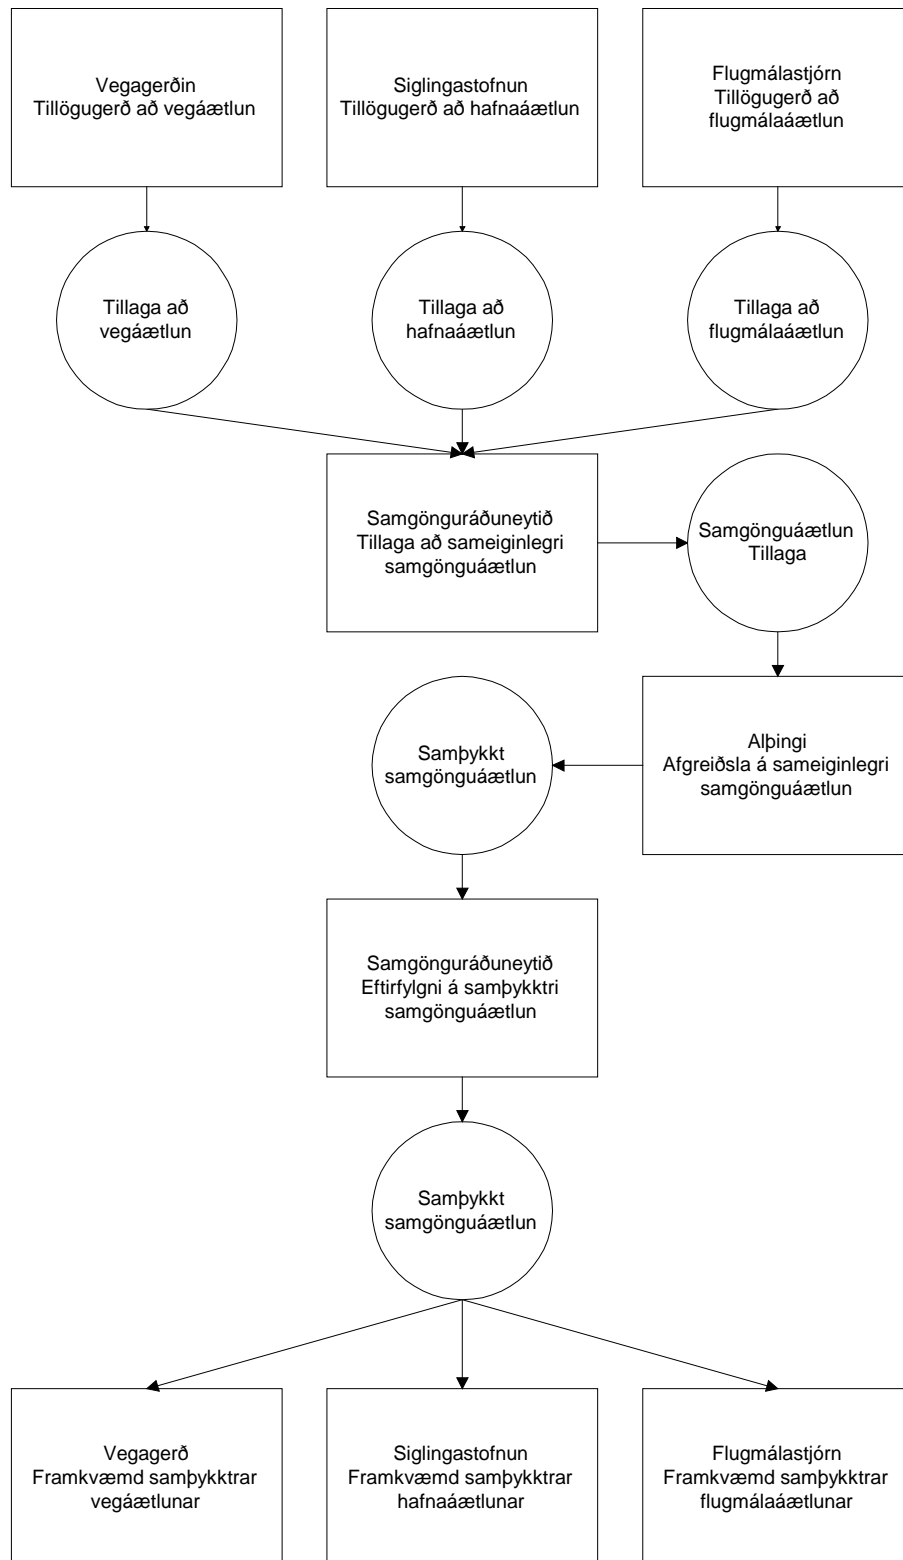 Vegagerðin
Tillögugerð að vegáætlun
Siglingastofnun
Tillögugerð að hafnaáætlun
Flugmálastjórn
Tillögugerð að
flugmálaáætlun
Tillaga að
vegáætlun
Tillaga að
hafnaáætlun
Tillaga að
flugmálaáætlun
Samgönguráðuneytið
Tillaga að sameiginlegri
samgönguáætlun
Samgönguáætlun
Tillaga
Samþykkt
samgönguáætlun
Alþingi
Afgreiðsla á sameiginlegri
samgönguáætlun
Samgönguráðuneytið
Eftirfylgni á samþykktri
samgönguáætlun
Samþykkt
samgönguáætlun
Vegagerð
Framkvæmd samþykktrar
vegáætlunar
Siglingastofnun
Framkvæmd samþykktrar
hafnaáætlunar
Flugmálastjórn
Framkvæmd samþykktrar
flugmálaáætlunar